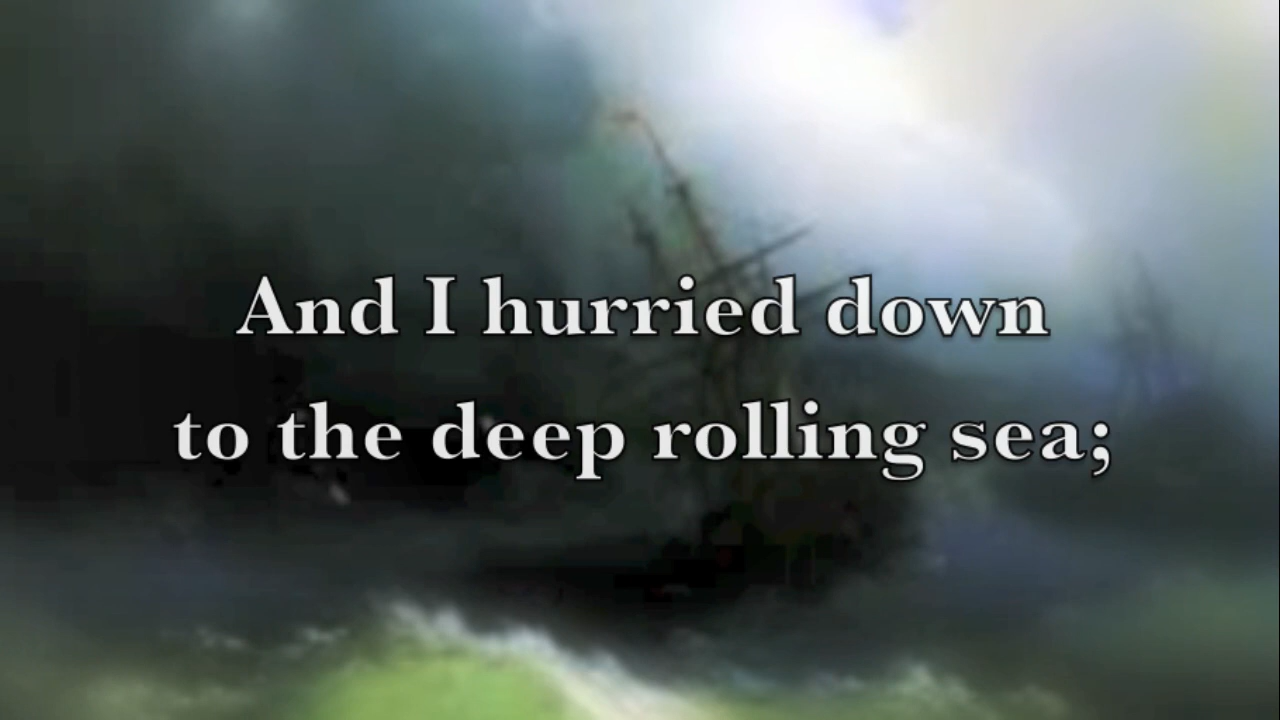 And I hurried down
to the deep rolling sea;